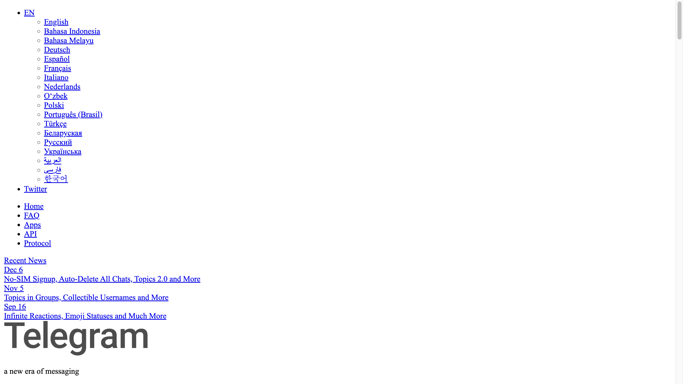 EN
English
Bahasa Indonesia
Bahasa Melayu
Deutsch
Español
Français
Italiano
Nederlands
O‘zbek
Polski
Português (Brasil)
Türkçe
Беларуская
Русский
Українська
العربية
فارسی
한국어
Twitter
Home
FAQ
Apps
API
Protocol
Recent News
Dec 6
No-SIM Signup, Auto-Delete All Chats, Topics 2.0 and More
Nov 5
Topics in Groups, Collectible Usernames and More
Sep 16
Infinite Reactions, Emoji Statuses and Much More
Telegram
a new era of messaging